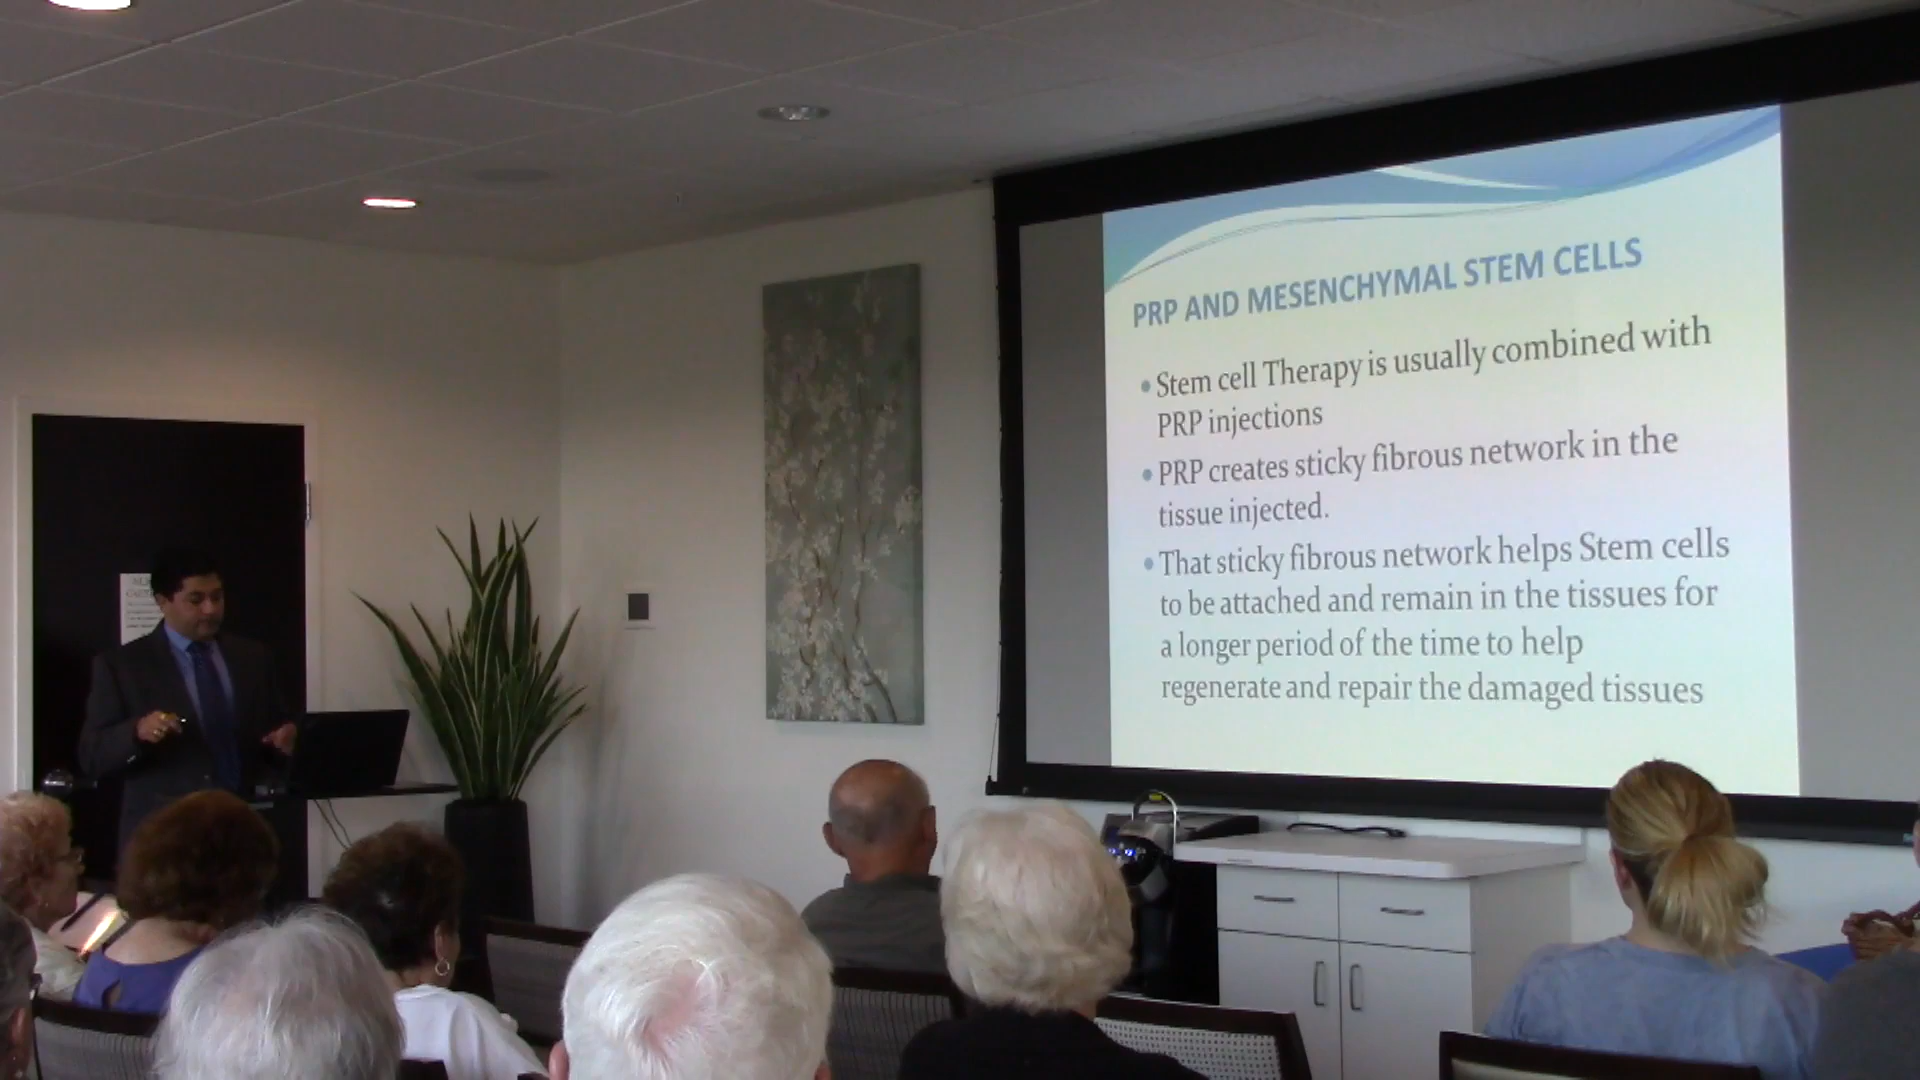 PRP AND MESENCHYMAL STEM CELLS
• Stem cell Therapy is usually combined with
PRP injections
• PRP creates sticky fibrous network in the
tissue injected.
• That sticky fibrous network helps Stem cells
to be attached and remain in the tissues for
a longer period of the time to help
regenerate and repair the damaged tissues